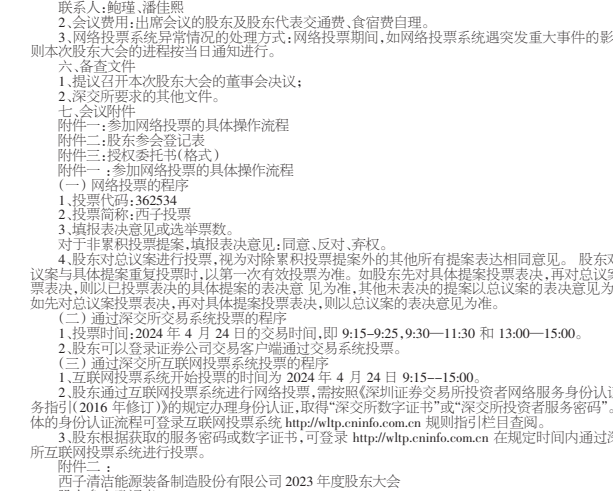 联系人:鲍瑾、潘佳熙
2、会议费用:出席会议的股东及股东代表交通费、食宿费自理。
3、网络投票系统异常情况的处理方式:网络投票期间,如网络投票系统遇突发重大事件的影
则本次股东大会的进程按当日通知进行。
六、备查文件
1、提议召开本次股东大会的董事会决议;
2、深交所要求的其他文件。
七、会议附件
附件一:参加网络投票的具体操作流程
附件二:股东参会登记表
附件三:授权委托书(格式)
附件一 :参加网络投票的具体操作流程
(一) 网络投票的程序
1、投票代码:362534
2、投票简称:西子投票
3、填报表决意见或选举票数。
对于非累积投票提案,填报表决意见:同意、反对、弃权。
4、股东对总议案进行投票,视为对除累积投票提案外的其他所有提案表达相同意见。 股东对
议案与具体提案重复投票时,以第一次有效投票为准。如股东先对具体提案投票表决,再对总议案
票表决,则以已投票表决的具体提案的表决意 见为准,其他未表决的提案以总议案的表决意见为
如先对总议案投票表决,再对具体提案投票表决,则以总议案的表决意见为准。
(二) 通过深交所交易系统投票的程序
1、投票时间:2024 年 4 月 24 日的交易时间,即 9:15-9:25,9:30—11:30 和 13:00—15:00。
2、股东可以登录证券公司交易客户端通过交易系统投票。
(三) 通过深交所互联网投票系统投票的程序
1、互联网投票系统开始投票的时间为 2024 年 4 月 24 日 9:15--15:00。
2、股东通过互联网投票系统进行网络投票,需按照《深圳证券交易所投资者网络服务身份认证
务指引(2016 年修订)》的规定办理身份认证,取得“深交所数字证书”或“深交所投资者服务密码”。
体的身份认证流程可登录互联网投票系统 http://wltp.cninfo.com.cn 规则指引栏目查阅。
3、股东根据获取的服务密码或数字证书,可登录 http://wltp.cninfo.com.cn 在规定时间内通过深
所互联网投票系统进行投票。
附件二 :
西子清洁能源装备制造股份有限公司 2023 年度股东大会